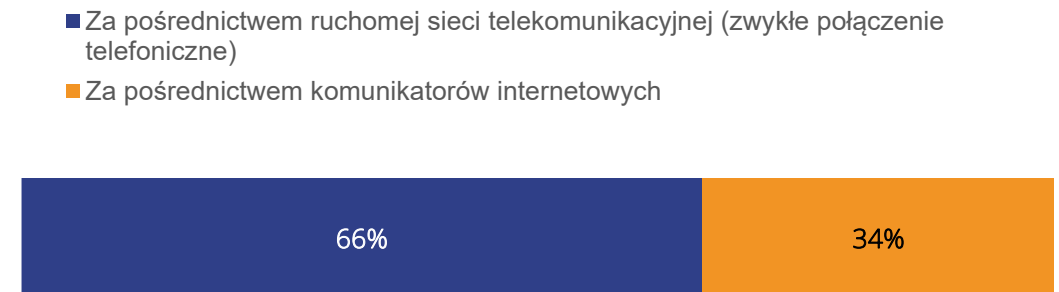 Za pośrednictwem ruchomej sieci telekomunikacyjnej (zwykłe połączenie
telefoniczne)
Za pośrednictwem komunikatorów internetowych
66%
34%